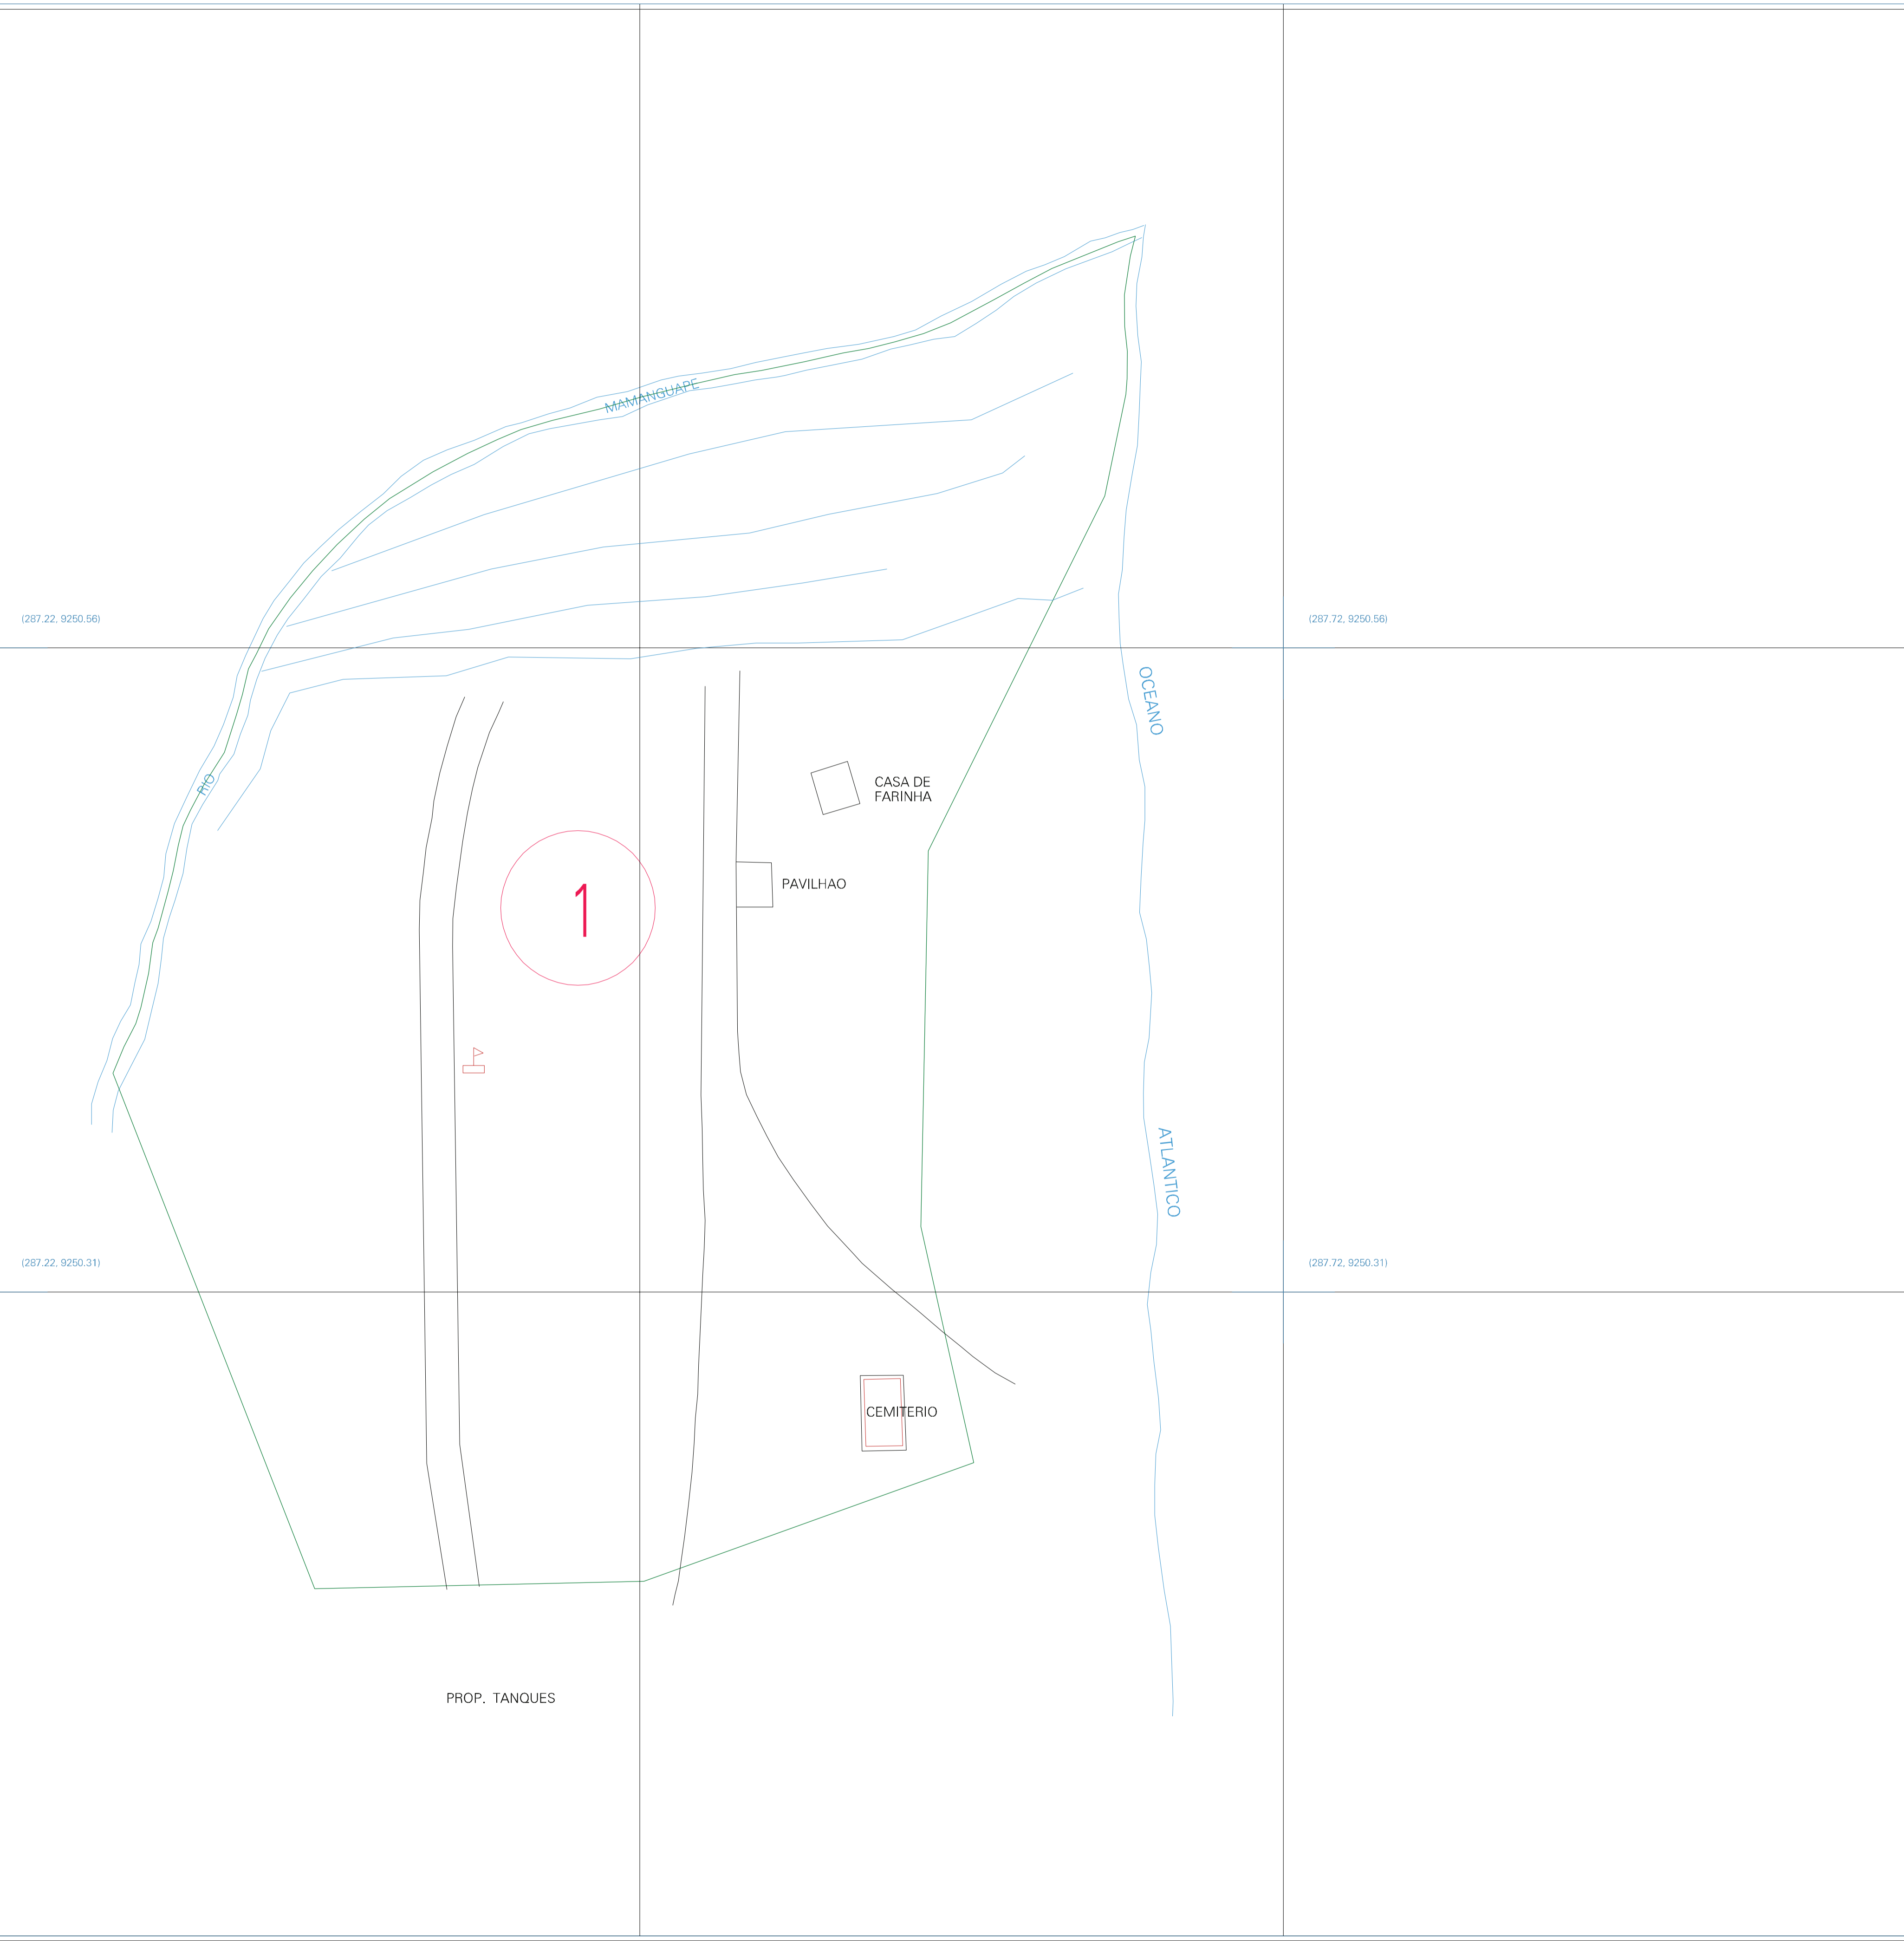 MAMANGUAPE
(287.22, 9250.56)
(287.72, 9250.56)
OCEANO
RIO
CASA DE
FARINHA
PAVILHAO
1
ATLANTICO
(287.22, 9250.31)
(287.72, 9250.31)
CEMITERIO
PROP. TANQUES